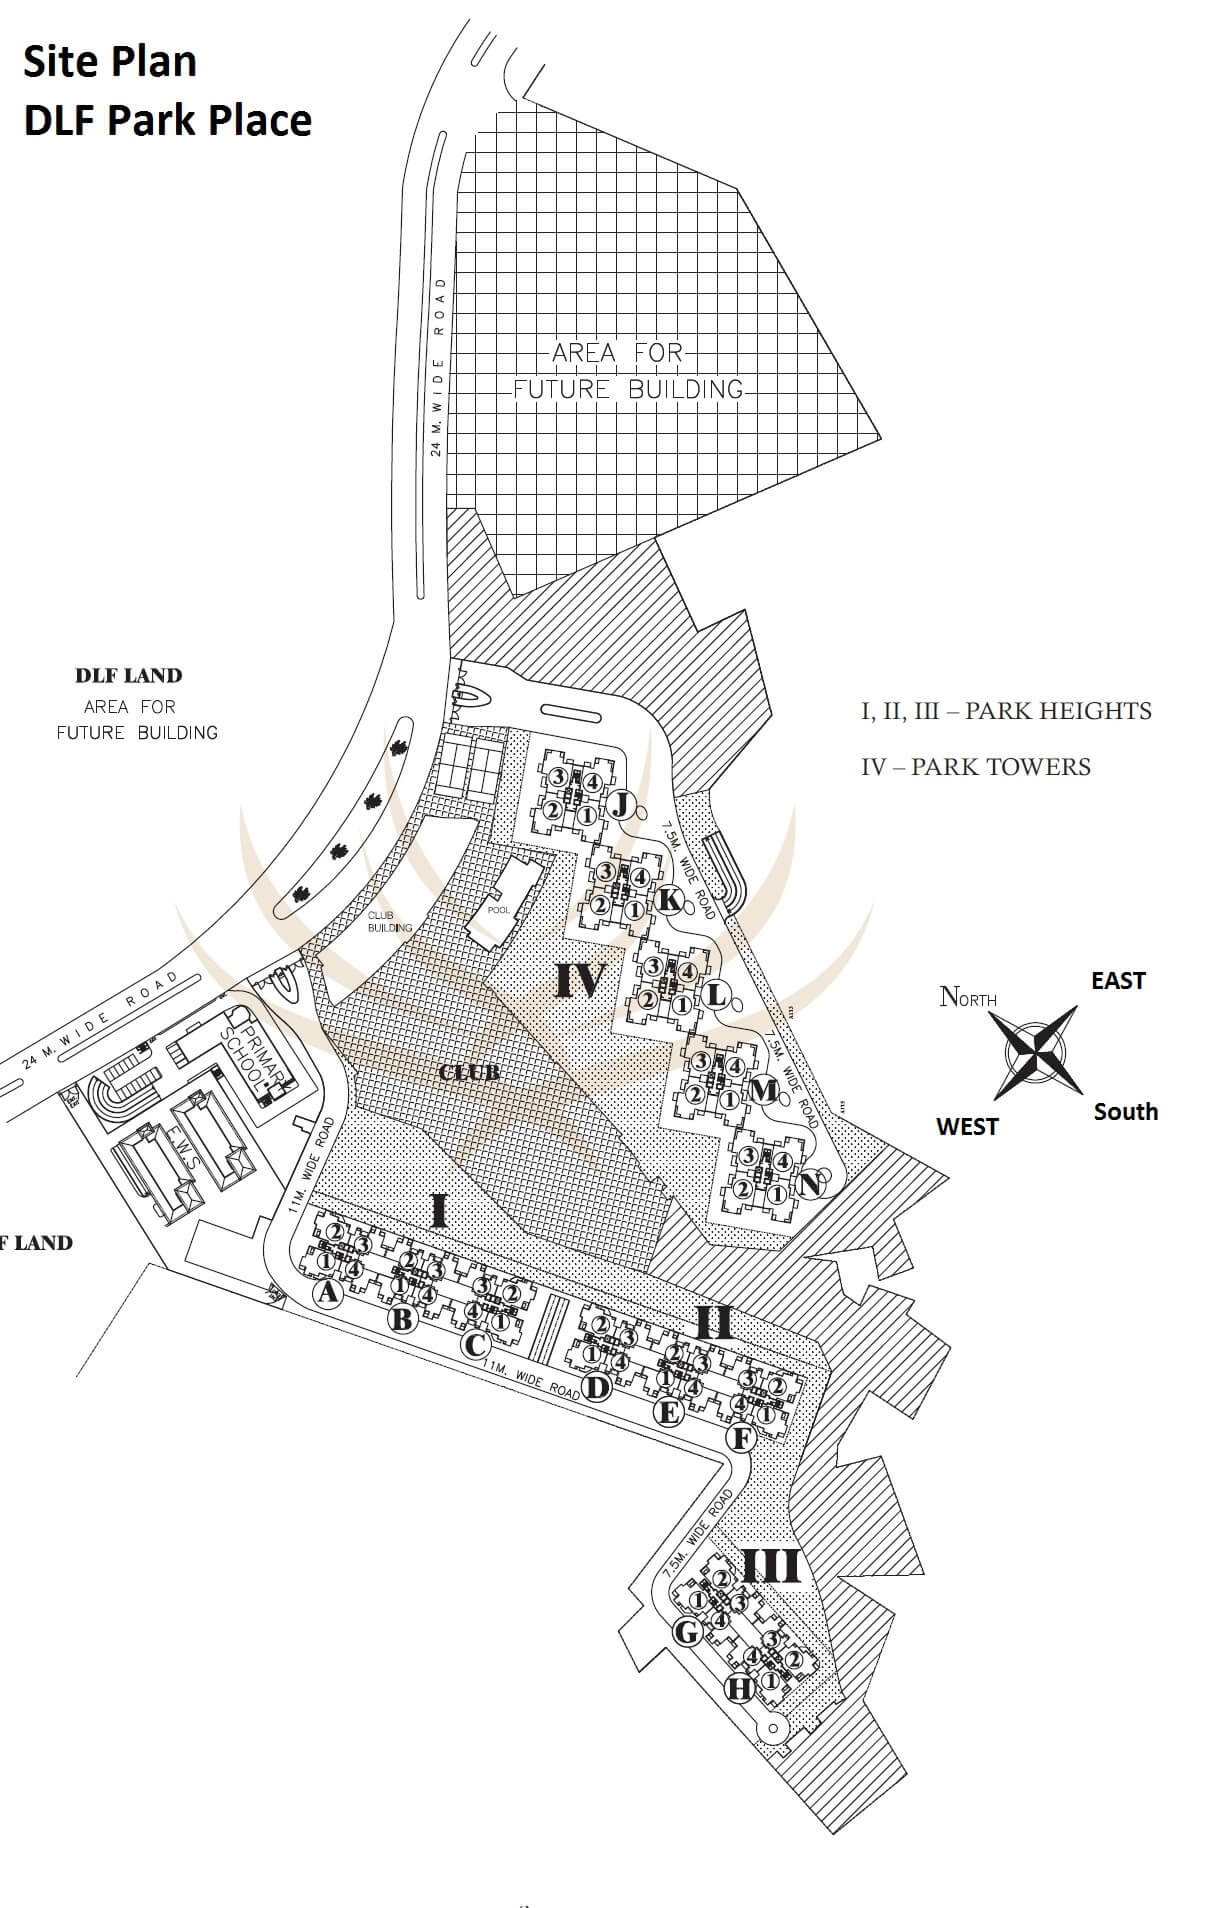 Site Plan
DLF Park Place
24 M. WIDE ROAD
AREA FOR
FUTURE BUILDING
DLF LAND
AREA FOR
FUTURE BUILDING
I, II, III – PARK HEIGHTS
IV – PARK TOWERS
3 4
2 1
J
7.5M. WIDE ROAD
3 4
2 1
K
CLUB
BUILDING
POOL
IV
3 4
2 1
L
24 M. WIDE ROAD
PRIMARY
SCHOOL
E.W.S
CLUB
3 4
2 1
M
7.5M. WIDE ROAD
3 4
2 1
N
NORTH
EAST
WEST
South
11M. WIDE ROAD
I
F LAND
2 3
1 4
A
2 3
1 4
B
3 2
4 1
C
11M. WIDE ROAD
II
2 3
1 4
D
2 3
1 4
E
3 2
4 1
F
7.5M. WIDE ROAD
III
2
1 3
4
G
3
4 2
1
H